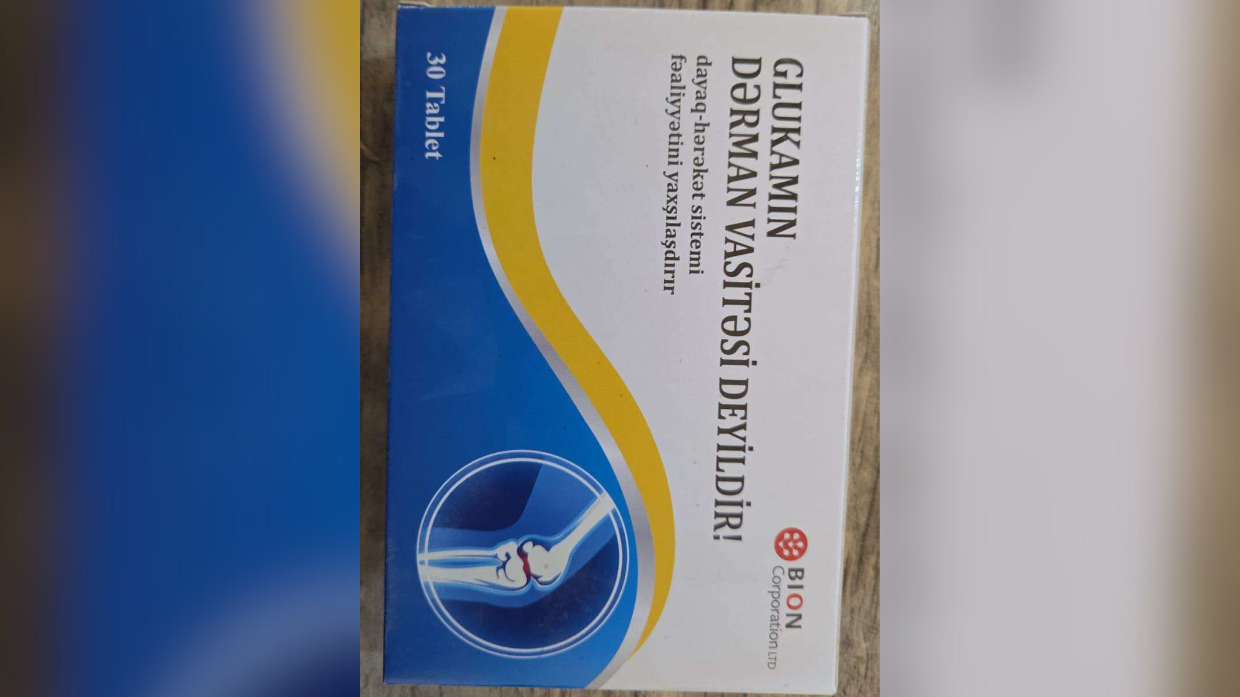 GLUKAMIN
DƏRMAN VASİTƏSİ DEYİLDİR!
dayaq-hərəkət sistemi
fəaliyyətini yaxşılaşdırır
BION
Corporation LTD
30 Tablet